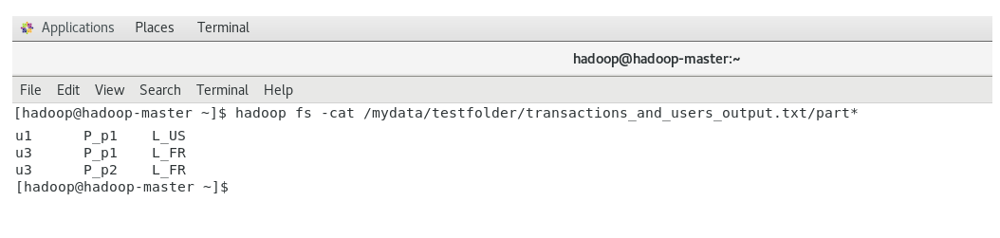 Applications Places Terminal
hadoop@hadoop-master:~
File Edit View Search Terminal Help
[hadoop@hadoop-master ~]$ hadoop fs -cat /mydata/testfolder/transactions_and_users_output.txt/part*
u1 P_p1 L_US
u3 P_p1 L_FR
u3 P_p2 L_FR
[hadoop@hadoop-master ~]$